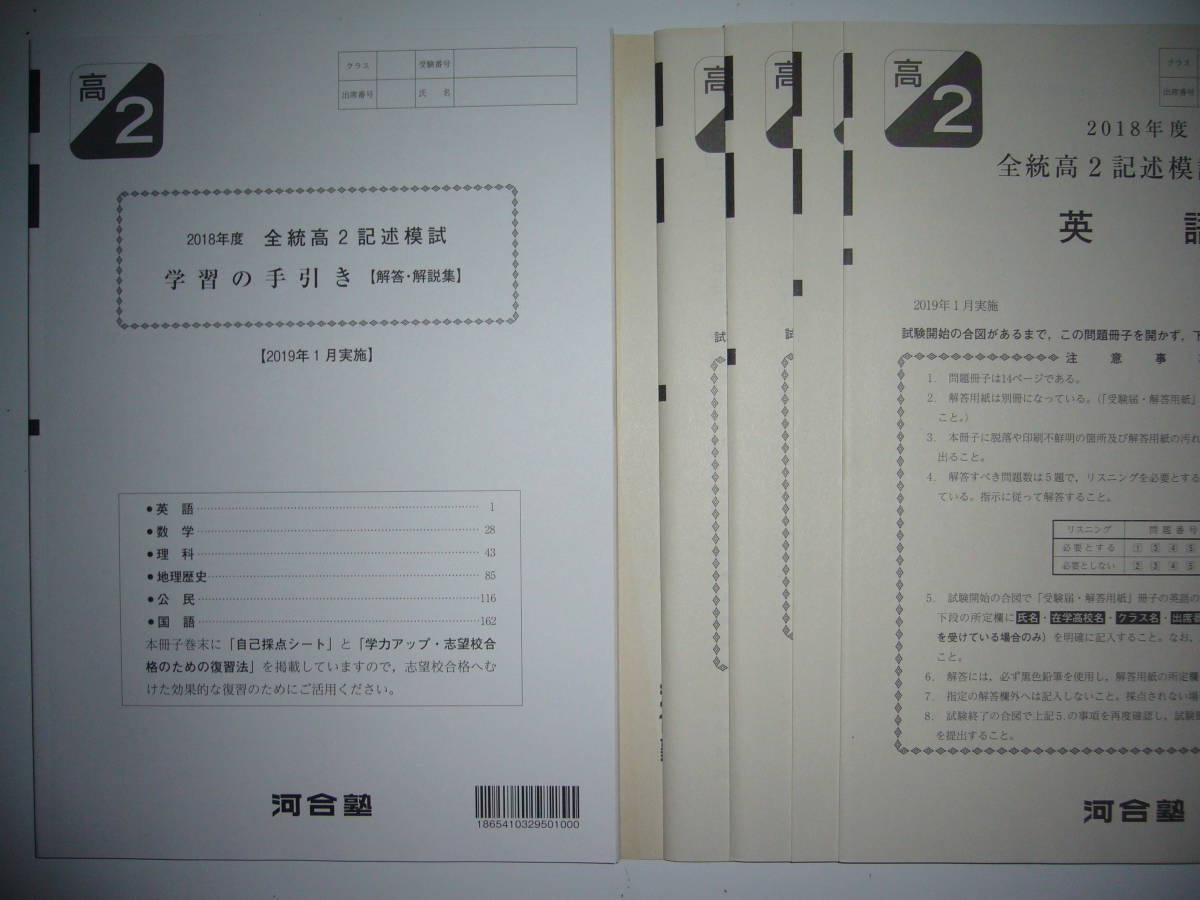 高
2
クラス
受験番号
出席番号
氏 名
2018年度 全統高2記述模試
学習の手引き【解答・解説集】
【2019年1月実施】
●英 語 1
●数 学 28
●理 科 43
●地理歴史 85
●公 民 116
●国 語 162
本冊子巻末に「自己採点シート」と「学力アップ・志望校合
格のための復習法」を掲載していますので，志望校合格へむ
けた効果的な復習のためにご活用ください。
河合塾
1865410329501000
高
試
高
試
高
2
クラス
出席番号
2018年度
全統高2記述模
英
2019年1月実施
試験開始の合図があるまで，この問題冊子を開かず，下
注 意 事
1. 問題冊子は14ページである。
2. 解答用紙は別冊になっている。(「受験届・解答用紙」
こと。)
3. 本冊子に脱落や印刷不鮮明の箇所及び解答用紙の汚れ
出ること。
4. 解答すべき問題数は5題で，リスニングを必要とする
ている。指示に従って解答すること。
リスニング 問題番号
必要とする ① ③ ④ ⑤
必要としない ② ③ ④ ⑤
5. 試験開始の合図で「受験届・解答用紙」冊子の英語の
下段の所定欄に氏名・在学高校名・クラス名・出席
を受けている場合のみ）を明確に記入すること。なお，
こと。
6. 解答には，必ず黒色鉛筆を使用し，解答用紙の所定欄
7. 指定の解答欄外へは記入しないこと。採点されない場
8. 試験終了の合図で上記5.の事項を再度確認し，試験
を提出すること。
河合塾